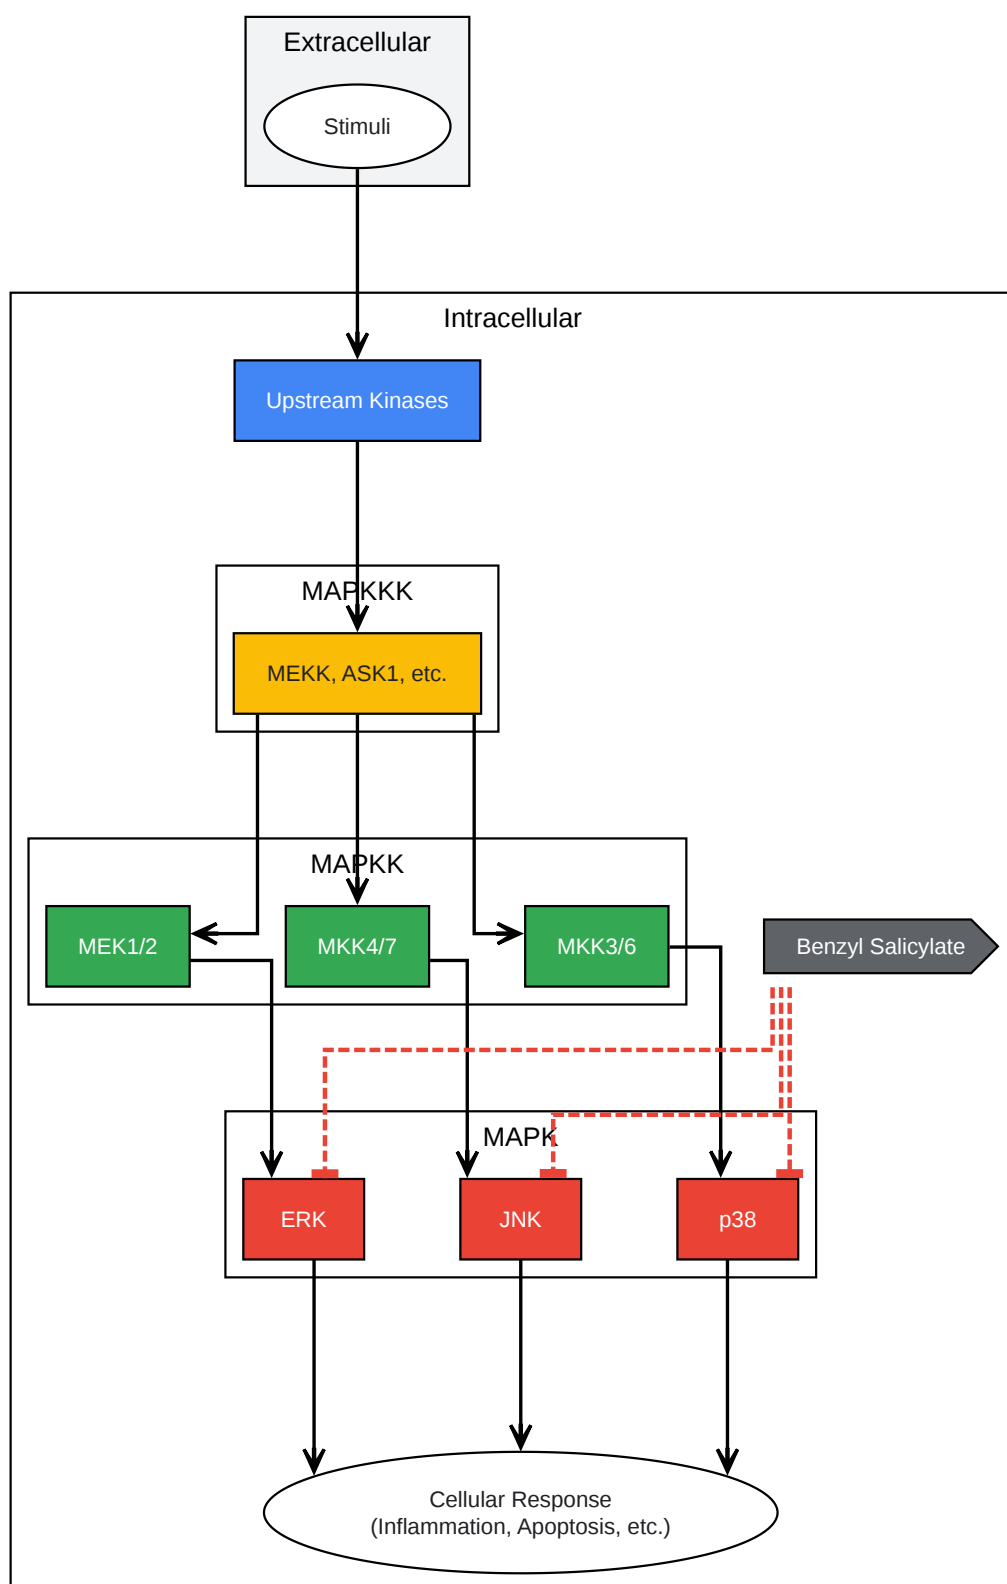 Extracellular
Stimuli
Intracellular
Upstream Kinases
MAPKKK
MEKK, ASK1, etc.
MAPKK
MEK1/2
MKK4/7
MKK3/6
Benzyl Salicylate
MAPK
ERK
JNK
p38
Cellular Response
(Inflammation, Apoptosis, etc.)